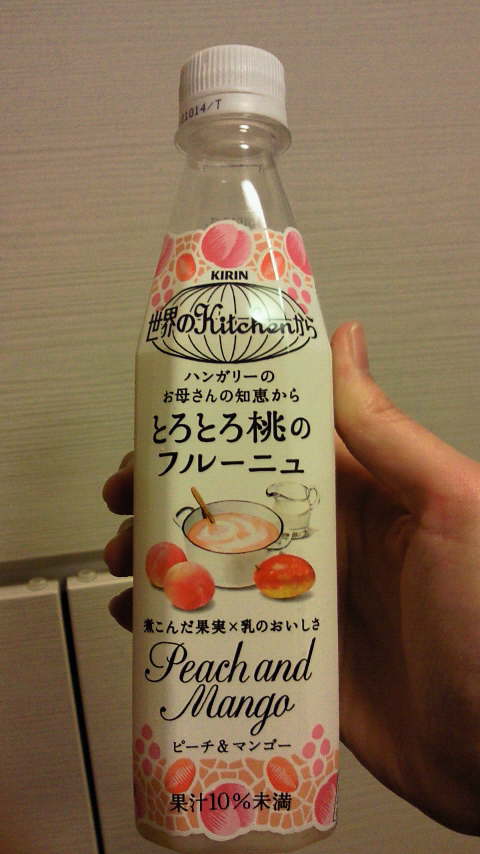 11014/T
KIRIN
世界のKitchenから
ハンガリーの
お母さんの知恵から
とろとろ桃の
フルーニュ
煮こんだ果実×乳のおいしさ
Peach and
Mango
ピーチ&マンゴー
果汁10%未満